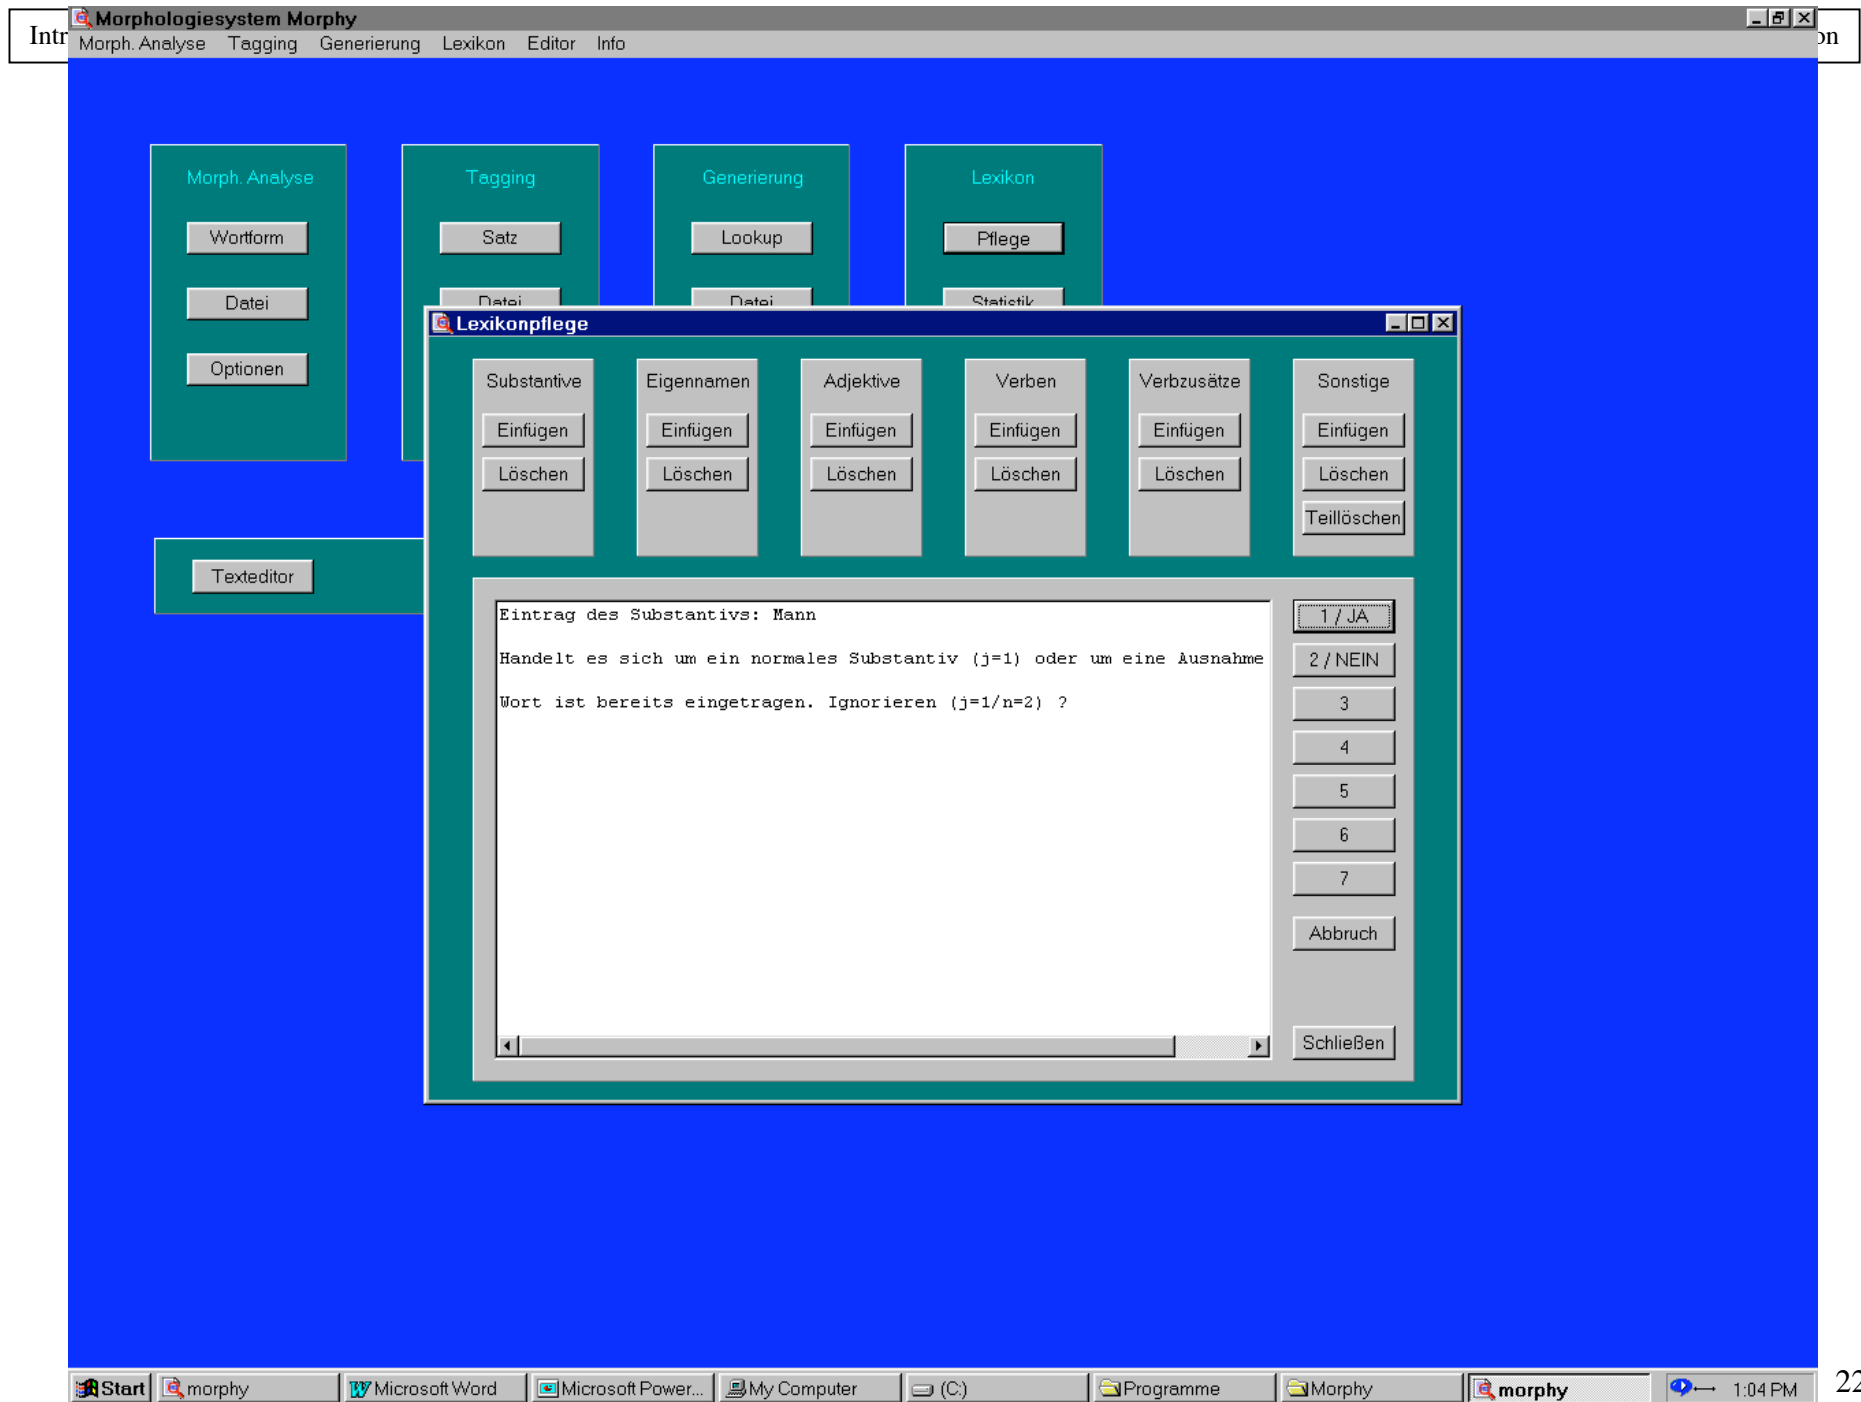 Morphologiesystem Morphy
Intr
on
Morph. Analyse Tagging Generierung Lexikon Editor Info
Morph. Analyse Tagging Generierung Lexikon
Wortform Satz Lookup Pflege
Datei Datei Datei Statistik
Optionen
Lexikonpflege
Substantive Eigennamen Adjektive Verben Verbzusätze Sonstige
Einfügen Einfügen Einfügen Einfügen Einfügen Einfügen
Löschen Löschen Löschen Löschen Löschen Löschen
Teillöschen
Texteditor
Eintrag des Substantivs: Mann
Handelt es sich um ein normales Substantiv (j=1) oder um eine Ausnahme
Wort ist bereits eingetragen. Ignorieren (j=1/n=2) ?
1 / JA
2 / NEIN
3
4
5
6
7
Abbruch
Schließen
Start morphy Microsoft Word Microsoft Power... My Computer (C:) Programme Morphy morphy 1:04 PM
22